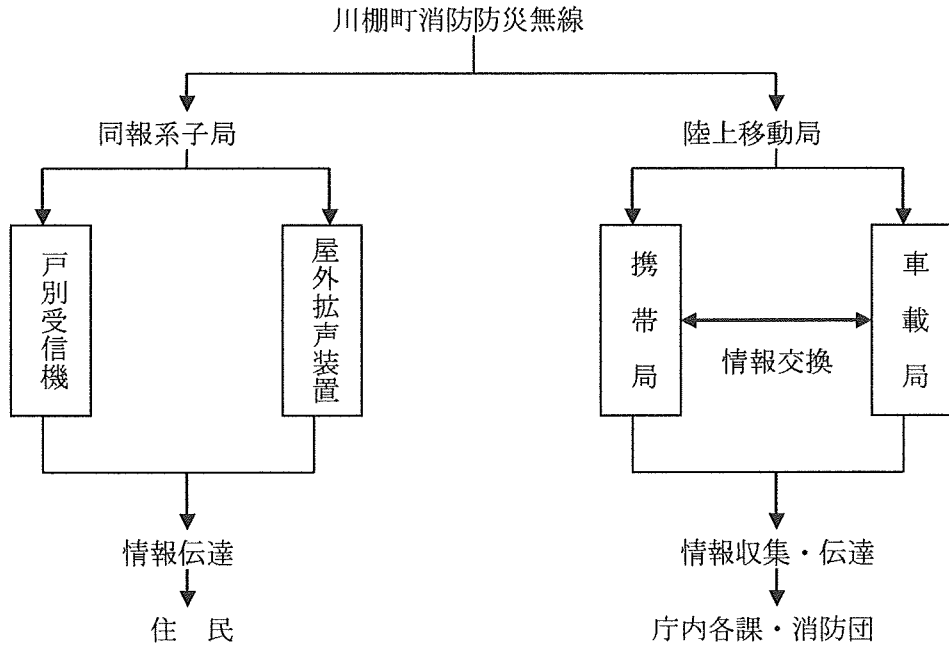 川棚町消防防災無線
同報系子局
陸上移動局
戸別受信機
屋外拡声装置
携帯局
車載局
情報交換
情報伝達
情報収集・伝達
住　民
庁内各課・消防団